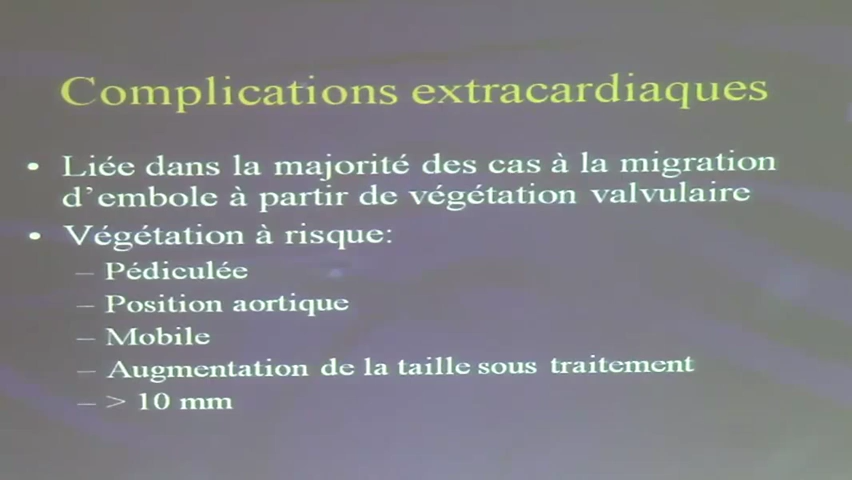 Complications extracardiaques
• Liée dans la majorité des cas à la migration
d'embole à partir de végétation valvulaire
• Végétation à risque:
– Pédiculée
– Position aortique
– Mobile
– Augmentation de la taille sous traitement
– > 10 mm